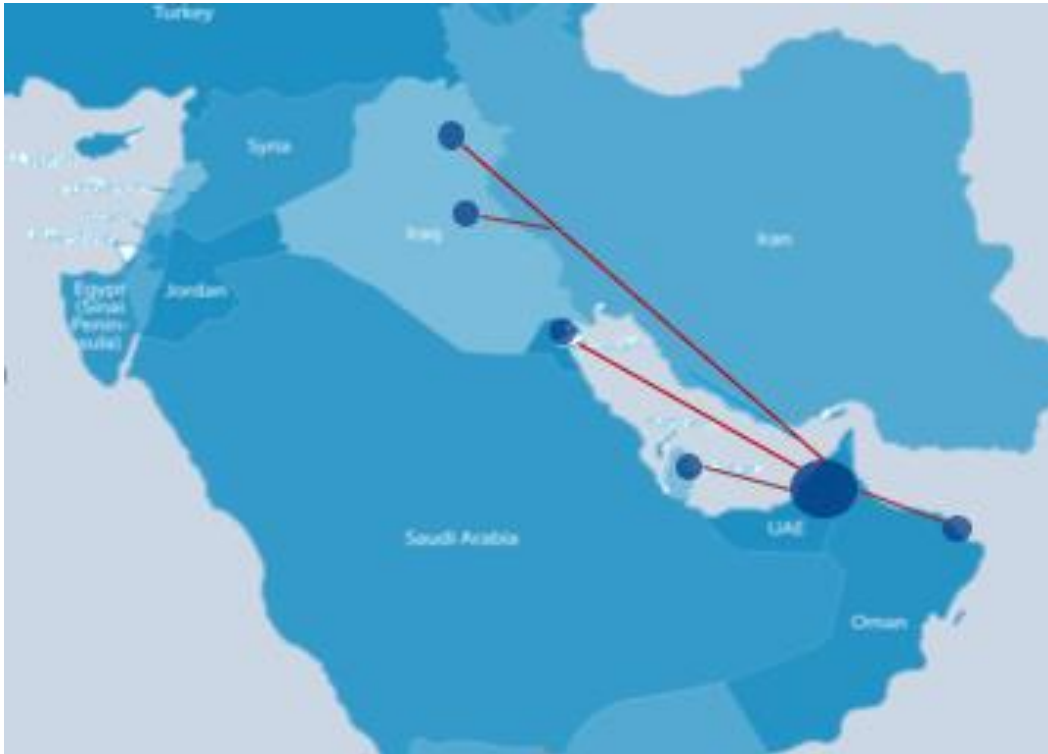 Turkey
Syria
Iraq
Iran
Egypt
(Sinai
Penin-
sula)
Jordan
Saudi Arabia
UAE
Oman